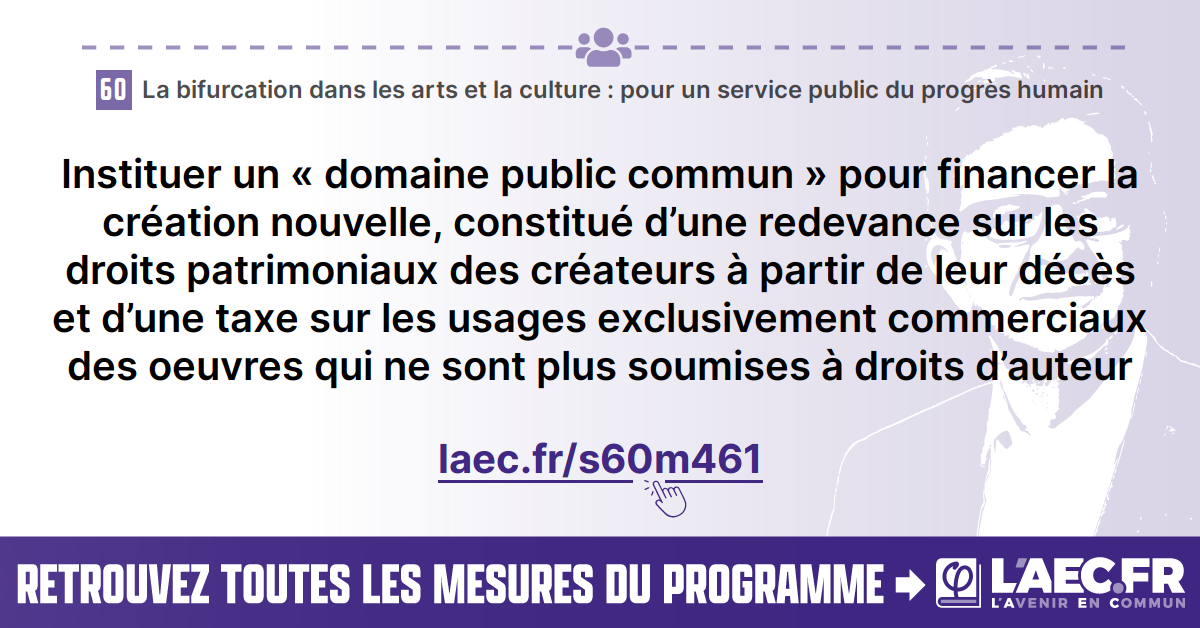 60 La bifurcation dans les arts et la culture : pour un service public du progrès humain
Instituer un « domaine public commun » pour financer la
création nouvelle, constitué d’une redevance sur les
droits patrimoniaux des créateurs à partir de leur décès
et d’une taxe sur les usages exclusivement commerciaux
des oeuvres qui ne sont plus soumises à droits d’auteur
laec.fr/s60m461
RETROUVEZ TOUTES LES MESURES DU PROGRAMME
L'AEC.FR
L'AVENIR EN COMMUN